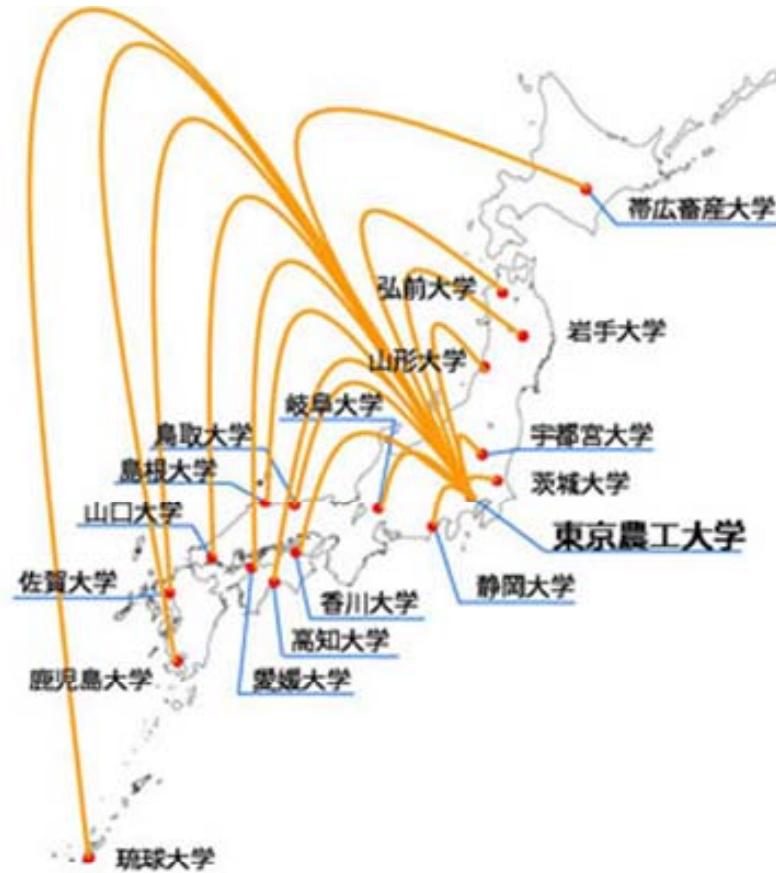 帯広畜産大学
弘前大学
岩手大学
山形大学
岐阜大学
鳥取大学
宇都宮大学
島根大学
茨城大学
山口大学
東京農工大学
佐賀大学
静岡大学
香川大学
高知大学
鹿児島大学
愛媛大学
琉球大学